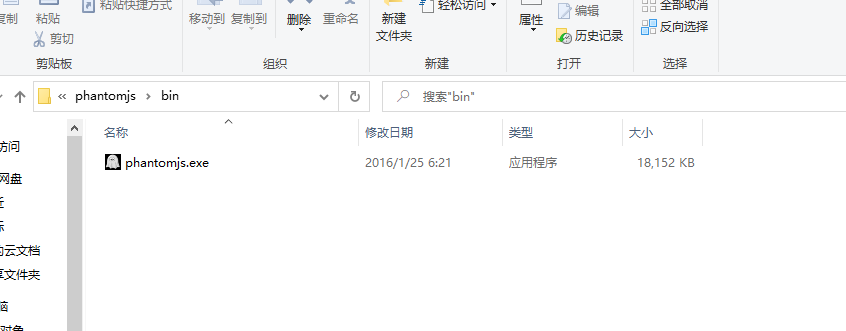 粘贴快捷方式
复制 粘贴 剪切
移动到 复制到 删除 重命名
新建
文件夹
轻松访问
属性
编辑
历史记录
全部取消
反向选择
剪贴板 组织 新建 打开 选择
« phantomjs › bin
搜索"bin"
名称 修改日期 类型 大小
phantomjs.exe 2016/1/25 6:21 应用程序 18,152 KB
访问
网盘
的云文档
享文件夹
脑
对象